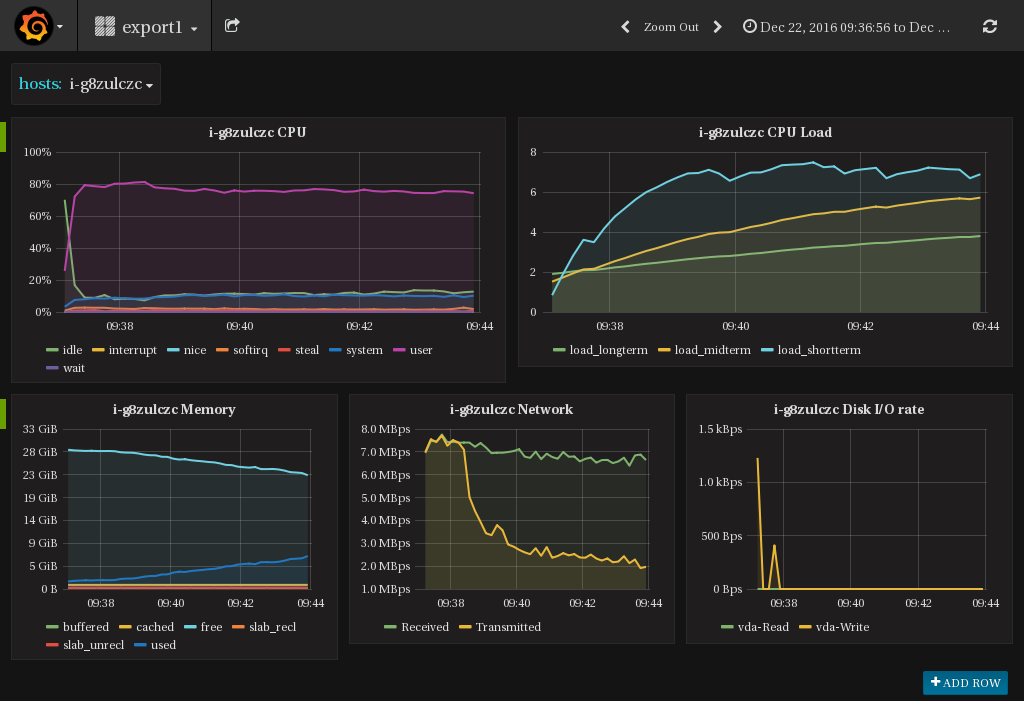 export1
Zoom Out
Dec 22, 2016 09:36:56 to Dec ...
hosts: i-g8zulczc
i-g8zulczc CPU
100%
80%
60%
40%
20%
0%
09:38 09:40 09:42 09:44
idle interrupt nice softirq steal system user
wait
i-g8zulczc CPU Load
8
6
4
2
0
09:38 09:40 09:42 09:44
load_longterm load_midterm load_shortterm
i-g8zulczc Memory
33 GiB
28 GiB
23 GiB
19 GiB
14 GiB
9 GiB
5 GiB
0 B
09:38 09:40 09:42 09:44
buffered cached free slab_recl
slab_unrecl used
i-g8zulczc Network
8.0 MBps
7.0 MBps
6.0 MBps
5.0 MBps
4.0 MBps
3.0 MBps
2.0 MBps
1.0 MBps
09:38 09:40 09:42 09:44
Received Transmitted
i-g8zulczc Disk I/O rate
1.5 kBps
1.0 kBps
500 Bps
0 Bps
09:38 09:40 09:42 09:44
vda-Read vda-Write
ADD ROW